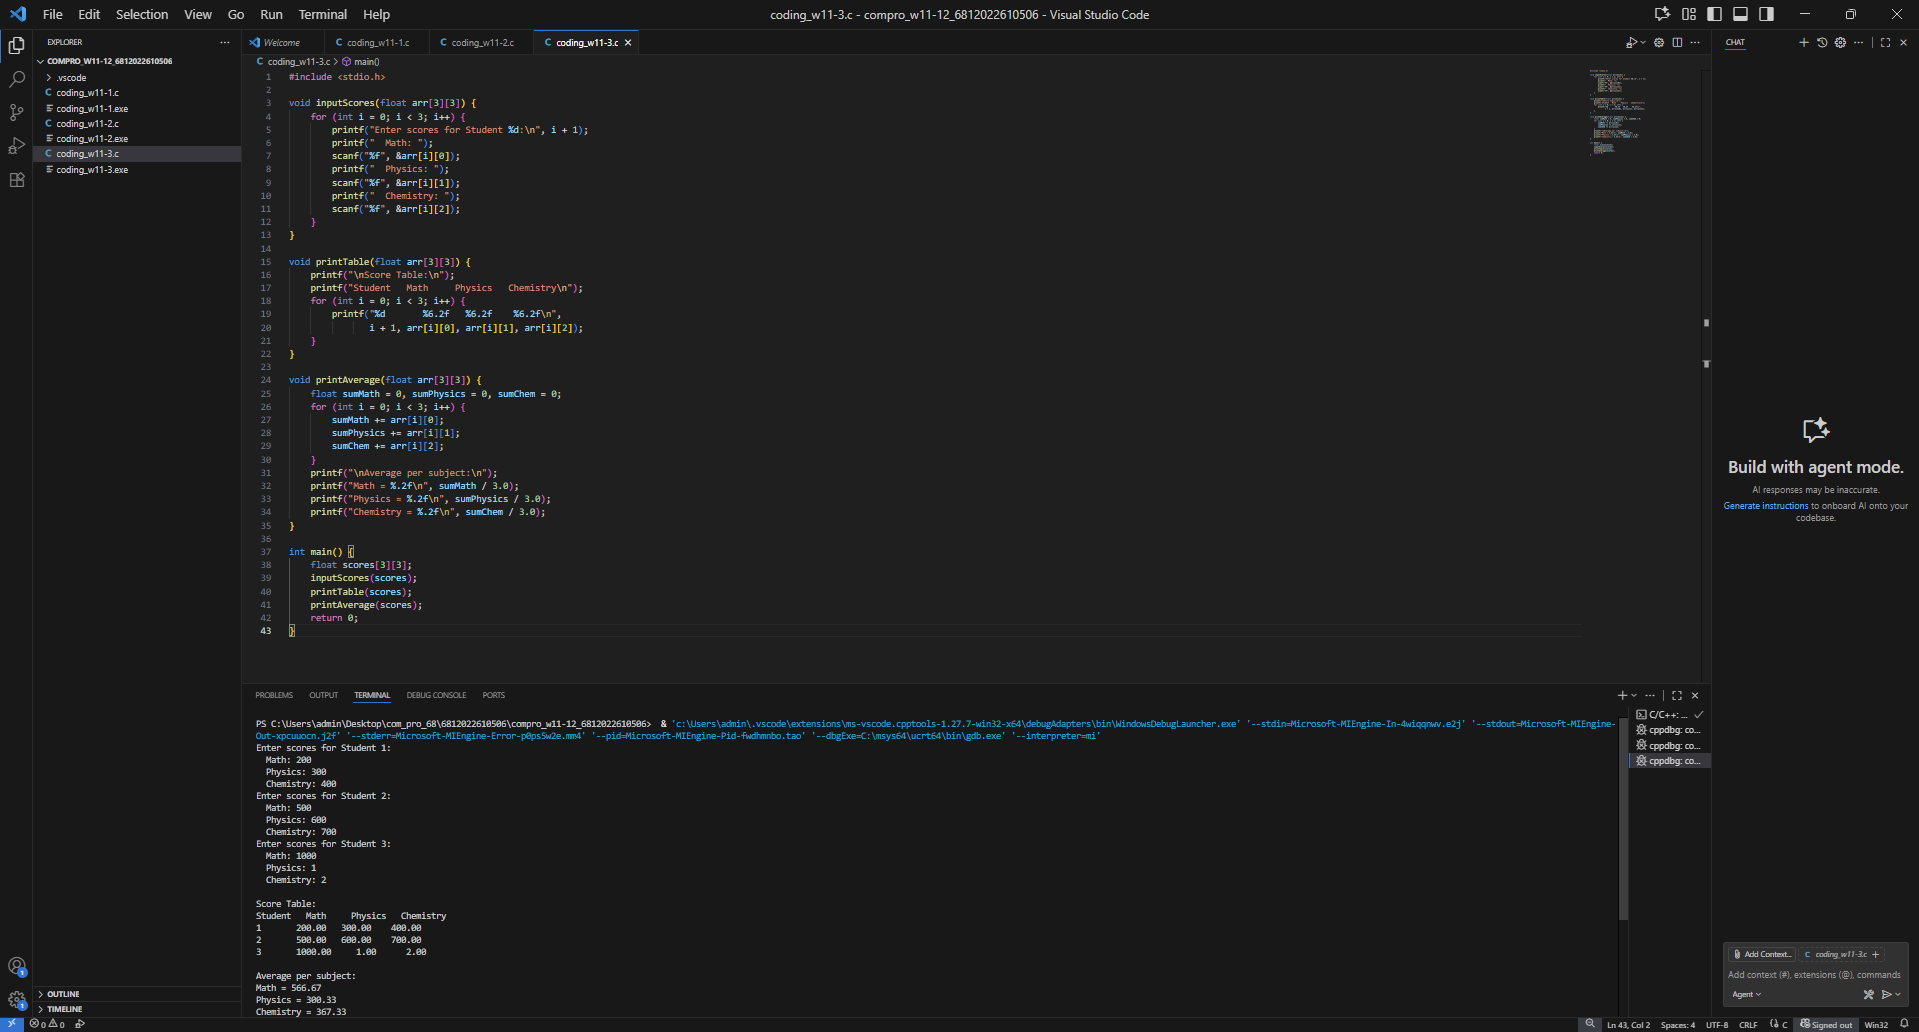 File Edit Selection View Go Run Terminal Help
coding_w11-3.c - compro_w11-12_6812022610506 - Visual Studio Code
EXPLORER
COMPRO_W11-12_6812022610506
.vscode
C coding_w11-1.c
coding_w11-1.exe
C coding_w11-2.c
coding_w11-2.exe
C coding_w11-3.c
coding_w11-3.exe
OUTLINE
TIMELINE
Welcome C coding_w11-1.c C coding_w11-2.c C coding_w11-3.c
C coding_w11-3.c > main()
1 #include <stdio.h>
2
3 void inputScores(float arr[3][3]) {
4 for (int i = 0; i < 3; i++) {
5 printf("Enter scores for Student %d:\n", i + 1);
6 printf("  Math: ");
7 scanf("%f", &arr[i][0]);
8 printf("  Physics: ");
9 scanf("%f", &arr[i][1]);
10 printf("  Chemistry: ");
11 scanf("%f", &arr[i][2]);
12 }
13 }
14
15 void printTable(float arr[3][3]) {
16 printf("\nScore Table:\n");
17 printf("Student   Math     Physics   Chemistry\n");
18 for (int i = 0; i < 3; i++) {
19 printf("%d       %6.2f   %6.2f    %6.2f\n",
20 i + 1, arr[i][0], arr[i][1], arr[i][2]);
21 }
22 }
23
24 void printAverage(float arr[3][3]) {
25 float sumMath = 0, sumPhysics = 0, sumChem = 0;
26 for (int i = 0; i < 3; i++) {
27 sumMath += arr[i][0];
28 sumPhysics += arr[i][1];
29 sumChem += arr[i][2];
30 }
31 printf("\nAverage per subject:\n");
32 printf("Math = %.2f\n", sumMath / 3.0);
33 printf("Physics = %.2f\n", sumPhysics / 3.0);
34 printf("Chemistry = %.2f\n", sumChem / 3.0);
35 }
36
37 int main() {
38 float scores[3][3];
39 inputScores(scores);
40 printTable(scores);
41 printAverage(scores);
42 return 0;
43 }
PROBLEMS OUTPUT TERMINAL DEBUG CONSOLE PORTS
PS C:\Users\admin\Desktop\com_pro_68\6812022610506\compro_w11-12_6812022610506>  & 'c:\Users\admin\.vscode\extensions\ms-vscode.cpptools-1.27.7-win32-x64\debugAdapters\bin\WindowsDebugLauncher.exe' '--stdin=Microsoft-MIEngine-In-4wiqqnwv.e2j' '--stdout=Microsoft-MIEngine-
Out-xpcuuocn.j2f' '--stderr=Microsoft-MIEngine-Error-p0ps5w2e.mm4' '--pid=Microsoft-MIEngine-Pid-fwdhmnbo.tao' '--dbgExe=C:\msys64\ucrt64\bin\gdb.exe' '--interpreter=mi'
Enter scores for Student 1:
Math: 200
Physics: 300
Chemistry: 400
Enter scores for Student 2:
Math: 500
Physics: 600
Chemistry: 700
Enter scores for Student 3:
Math: 1000
Physics: 1
Chemistry: 2
Score Table:
Student Math Physics Chemistry
1 200.00 300.00 400.00
2 500.00 600.00 700.00
3 1000.00 1.00 2.00
Average per subject:
Math = 566.67
Physics = 300.33
Chemistry = 367.33
C/C++: ...
cppdbg: co...
cppdbg: co...
cppdbg: co...
CHAT
Build with agent mode.
AI responses may be inaccurate.
Generate instructions to onboard AI onto your
codebase.
Add Context... C coding_w11-3.c +
Add context (#), extensions (@), commands
Agent
1
1
0 0
Ln 43, Col 2 Spaces: 4 UTF-8 CRLF {} C Signed out Win32